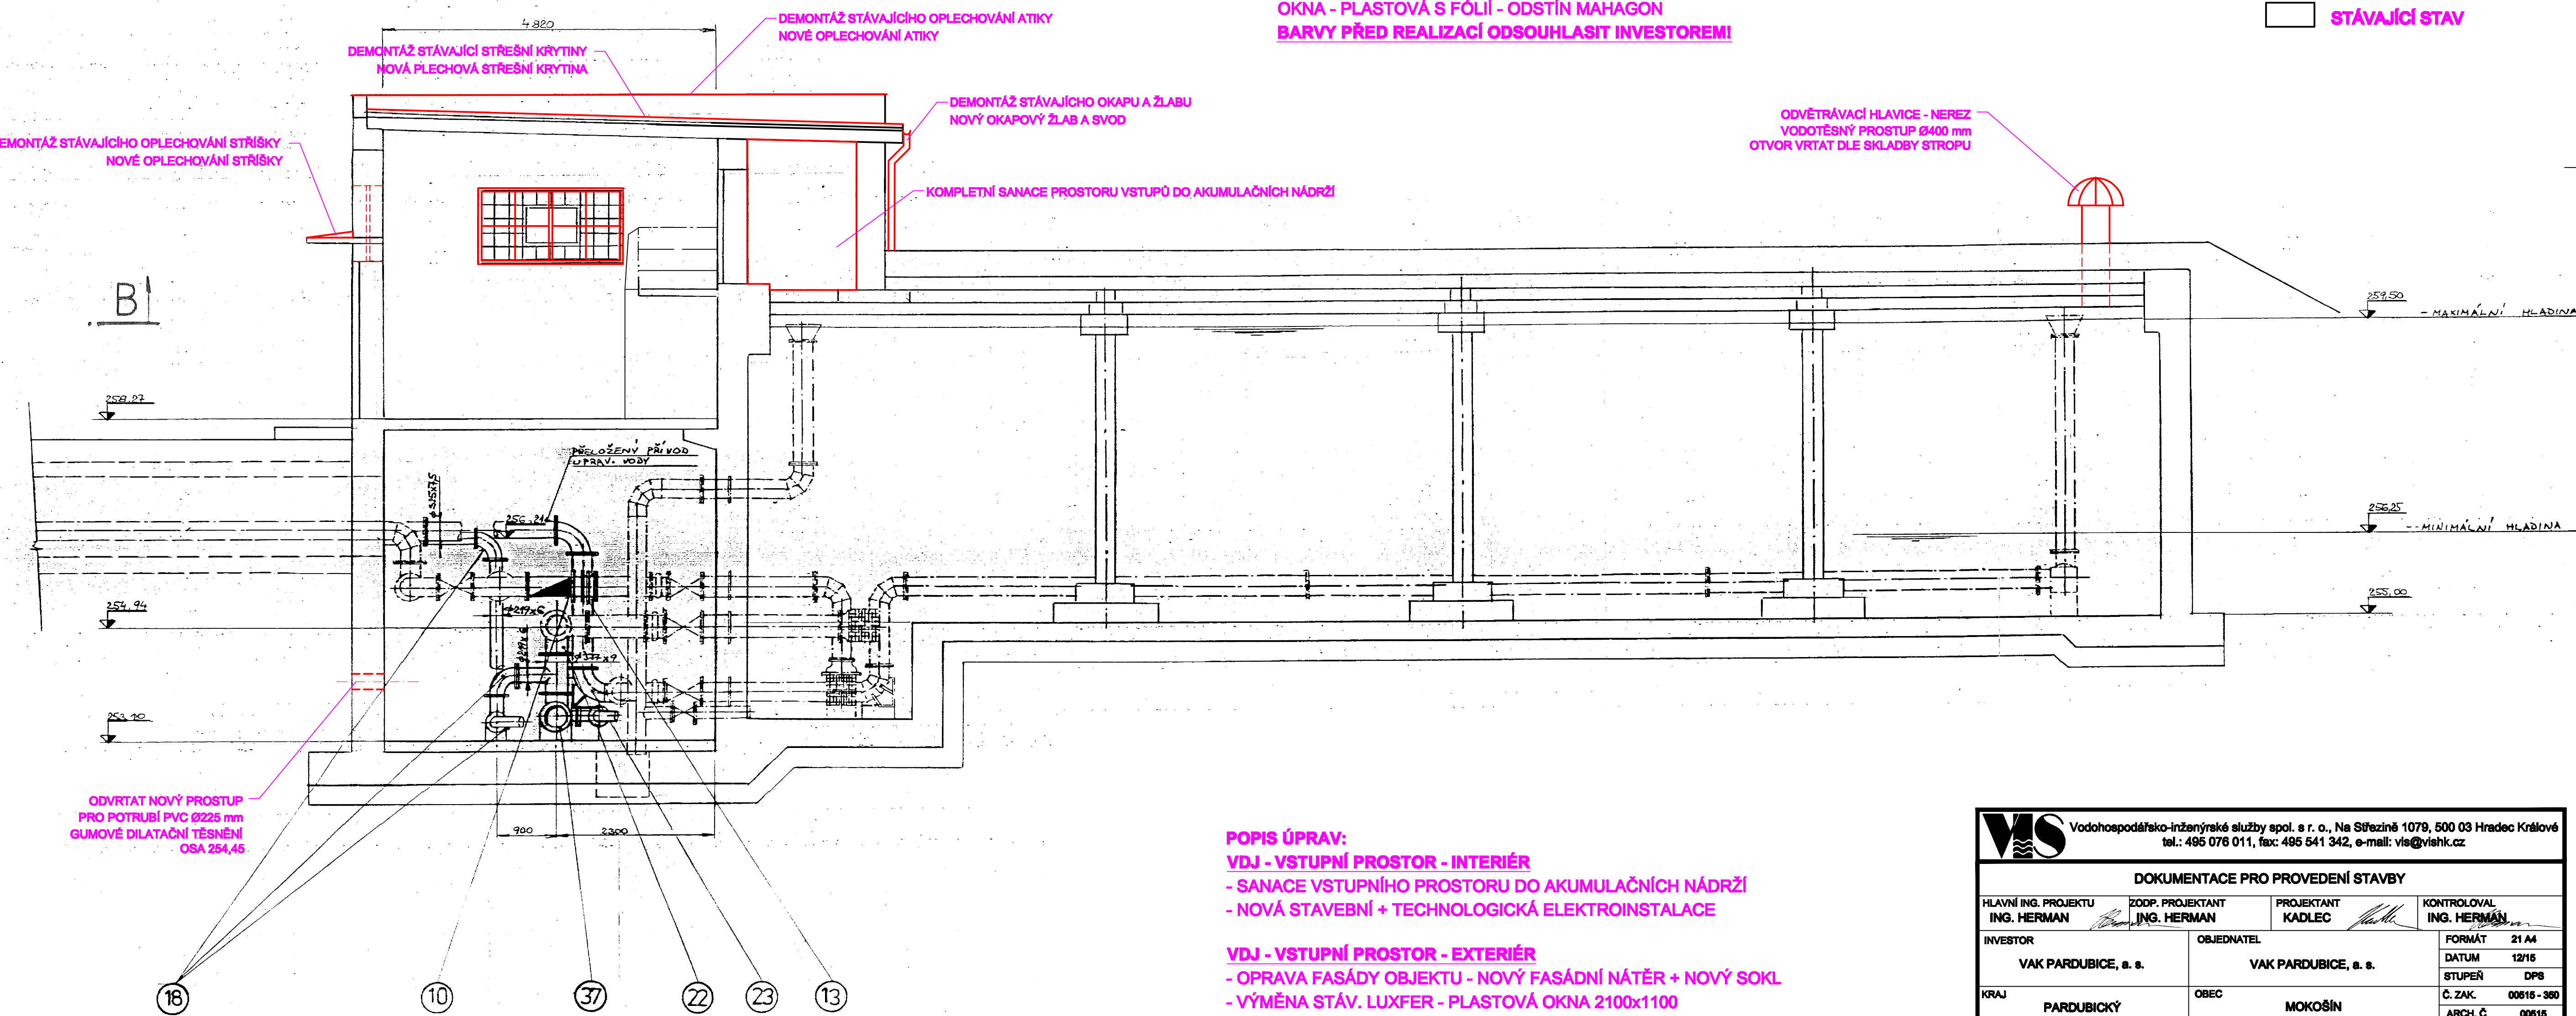 4820
DEMONTÁŽ STÁVAJÍCÍHO OPLECHOVÁNÍ ATIKY
NOVÉ OPLECHOVÁNÍ ATIKY
OKNA - PLASTOVÁ S FÓLIÍ - ODSTÍN MAHAGON
BARVY PŘED REALIZACÍ ODSOUHLASIT INVESTOREM!
STÁVAJÍCÍ STAV
DEMONTÁŽ STÁVAJÍCÍ STŘEŠNÍ KRYTINY
NOVÁ PLECHOVÁ STŘEŠNÍ KRYTINA
DEMONTÁŽ STÁVAJÍCHO OKAPU A ŽLABU
NOVÝ OKAPOVÝ ŽLAB A SVOD
ODVĚTRÁVACÍ HLAVICE - NEREZ
VODOTĚSNÝ PROSTUP Ø400 mm
OTVOR VRTAT DLE SKLADBY STROPU
EMONTÁŽ STÁVAJÍCÍHO OPLECHOVÁNÍ STŘÍŠKY
NOVÉ OPLECHOVÁNÍ STŘÍŠKY
KOMPLETNÍ SANACE PROSTORU VSTUPŮ DO AKUMULAČNÍCH NÁDRŽÍ
B
259,50
- MAXIMÁLNÍ HLADINA
258,27
PŘELOŽENÝ PŘÍVOD
UPRAV. VODY
256,25
- MINIMÁLNÍ HLADINA
254,94
255,00
ϕ219x6
ϕ219x6
ϕ377x9
253,10
ODVRTAT NOVÝ PROSTUP
PRO POTRUBÍ PVC Ø225 mm
GUMOVÉ DILATAČNÍ TĚSNĚNÍ
OSA 254,45
900
2300
18
10
37
22
23
13
POPIS ÚPRAV:
VDJ - VSTUPNÍ PROSTOR - INTERIÉR
- SANACE VSTUPNÍHO PROSTORU DO AKUMULAČNÍCH NÁDRŽÍ
- NOVÁ STAVEBNÍ + TECHNOLOGICKÁ ELEKTROINSTALACE
VDJ - VSTUPNÍ PROSTOR - EXTERIÉR
- OPRAVA FASÁDY OBJEKTU - NOVÝ FASÁDNÍ NÁTĚR + NOVÝ SOKL
- VÝMĚNA STÁV. LUXFER - PLASTOVÁ OKNA 2100x1100
VIS
Vodohospodářsko-inženýrské služby spol. s r. o., Na Střezině 1079, 500 03 Hradec Králové
tel.: 495 076 011, fax: 495 541 342, e-mail: vis@vishk.cz
DOKUMENTACE PRO PROVEDENÍ STAVBY
HLAVNÍ ING. PROJEKTU ZODP. PROJEKTANT PROJEKTANT KONTROLOVAL
ING. HERMAN ING. HERMAN KADLEC ING. HERMAN
INVESTOR OBJEDNATEL FORMÁT 21 A4
VAK PARDUBICE, a. s. VAK PARDUBICE, a. s. DATUM 12/15
STUPEŇ DPS
KRAJ OBEC Č. ZAK. 00515 - 350
PARDUBICKÝ MOKOŠÍN
ARCH. Č 00515